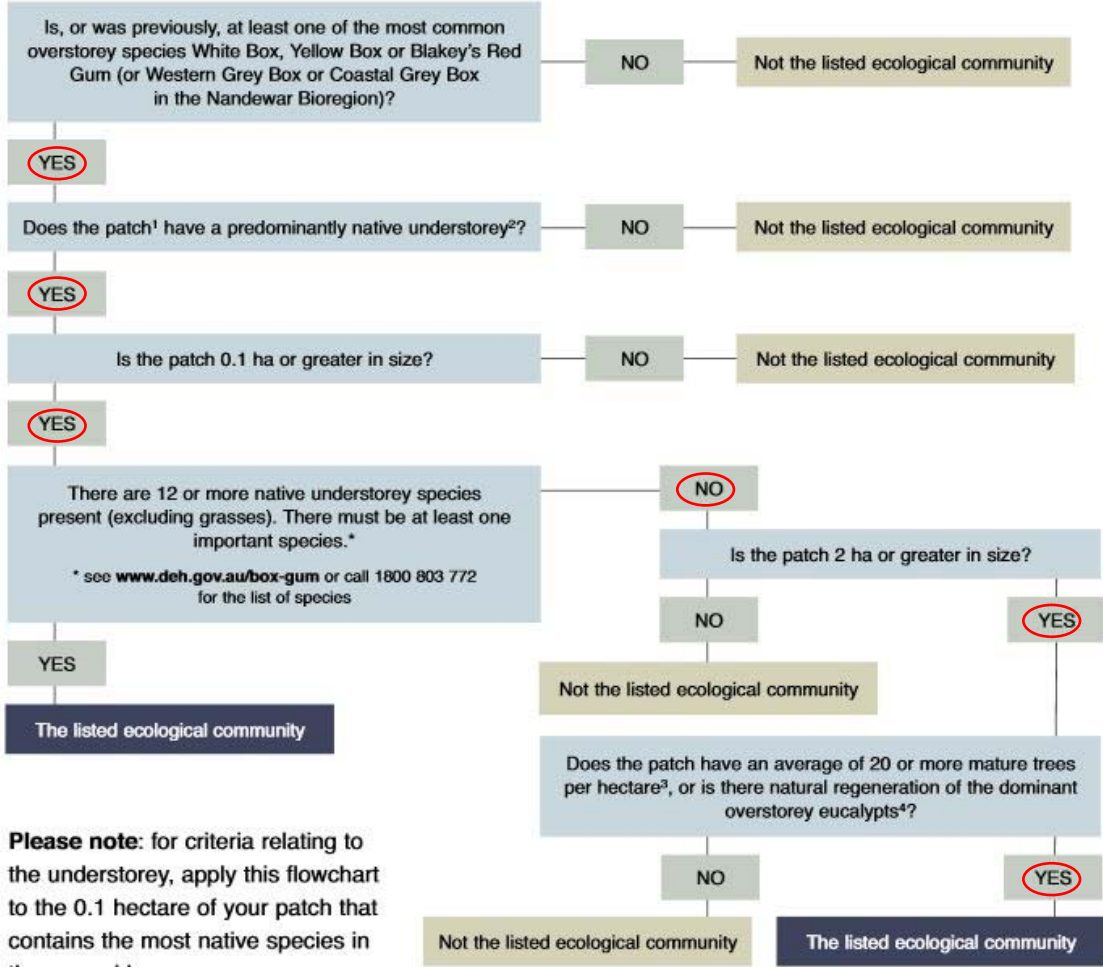 Is, or was previously, at least one of the most common
overstorey species White Box, Yellow Box or Blakey's Red
Gum (or Western Grey Box or Coastal Grey Box
in the Nandewar Bioregion)?
NO
Not the listed ecological community
YES
Does the patch¹ have a predominantly native understorey²?
NO
Not the listed ecological community
YES
Is the patch 0.1 ha or greater in size?
NO
Not the listed ecological community
YES
There are 12 or more native understorey species
present (excluding grasses). There must be at least one
important species.*
* see www.deh.gov.au/box-gum or call 1800 803 772
for the list of species
NO
Is the patch 2 ha or greater in size?
NO
YES
YES
Not the listed ecological community
The listed ecological community
Does the patch have an average of 20 or more mature trees
per hectare³, or is there natural regeneration of the dominant
overstorey eucalypts⁴?
NO
YES
Not the listed ecological community
The listed ecological community
Please note: for criteria relating to
the understorey, apply this flowchart
to the 0.1 hectare of your patch that
contains the most native species in